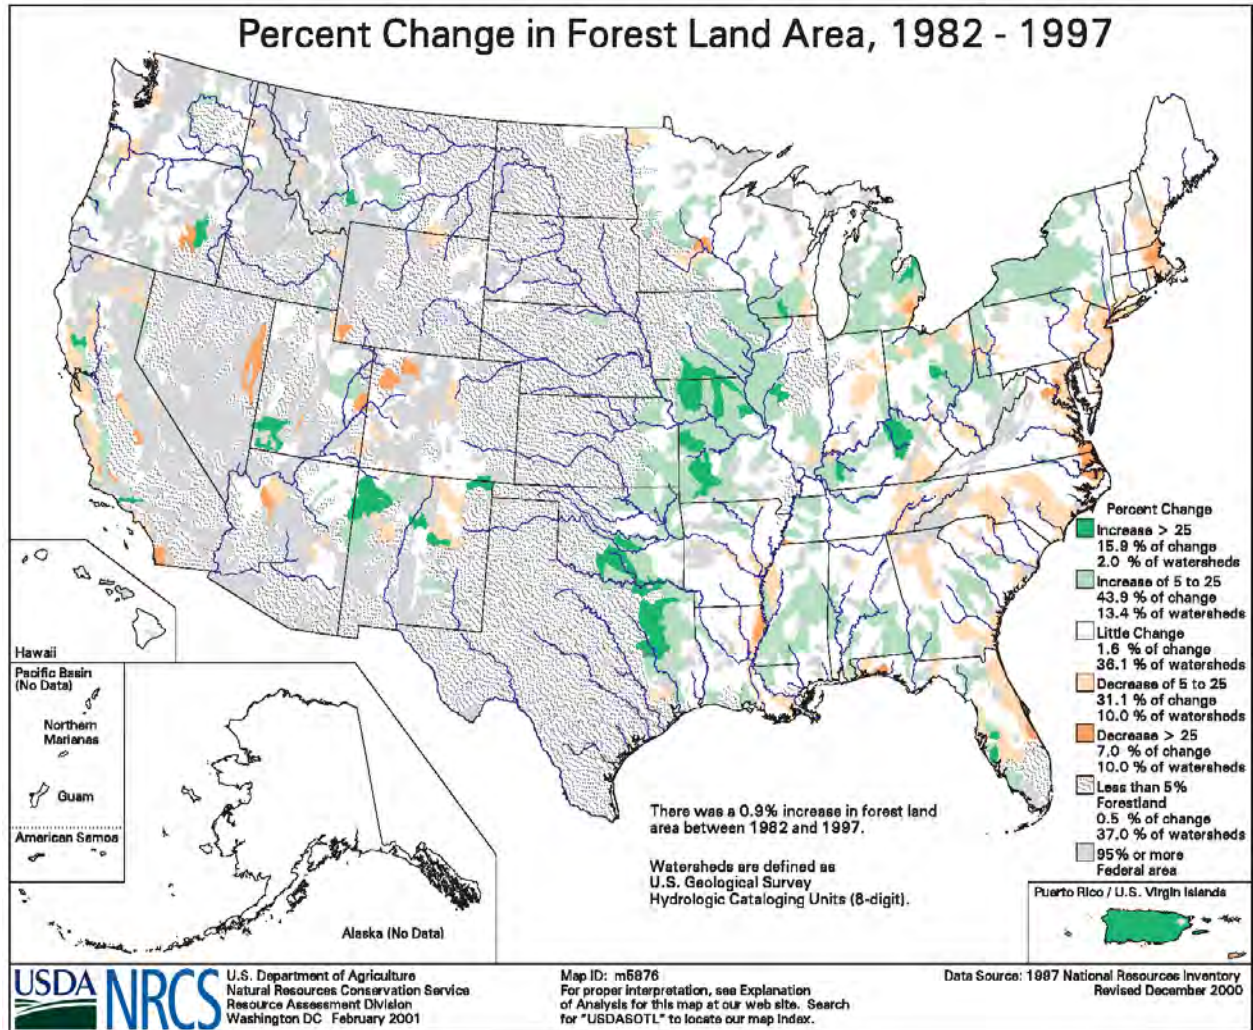 Percent Change in Forest Land Area, 1982 - 1997
Percent Change
Increase > 25
15.9 % of change
2.0 % of watersheds
Increase of 5 to 25
43.9 % of change
13.4 % of watersheds
Little Change
1.6 % of change
36.1 % of watersheds
Decrease of 5 to 25
31.1 % of change
10.0 % of watersheds
Decrease > 25
7.0 % of change
10.0 % of watersheds
Less than 5%
Forestland
0.5 % of change
37.0 % of watersheds
95% or more
Federal area
Hawaii
Pacific Basin
(No Data)
Northern
Marianas
Guam
American Samoa
Alaska (No Data)
There was a 0.9% increase in forest land
area between 1982 and 1997.
Watersheds are defined as
U.S. Geological Survey
Hydrologic Cataloging Units (8-digit).
Puerto Rico / U.S. Virgin Islands
USDA
NRCS
U.S. Department of Agriculture
Natural Resources Conservation Service
Resource Assessment Division
Washington DC February 2001
Map ID: m5876
For proper interpretation, see Explanation
of Analysis for this map at our web site. Search
for "USDASOTL" to locate our map index.
Data Source: 1997 National Resources Inventory
Revised December 2000